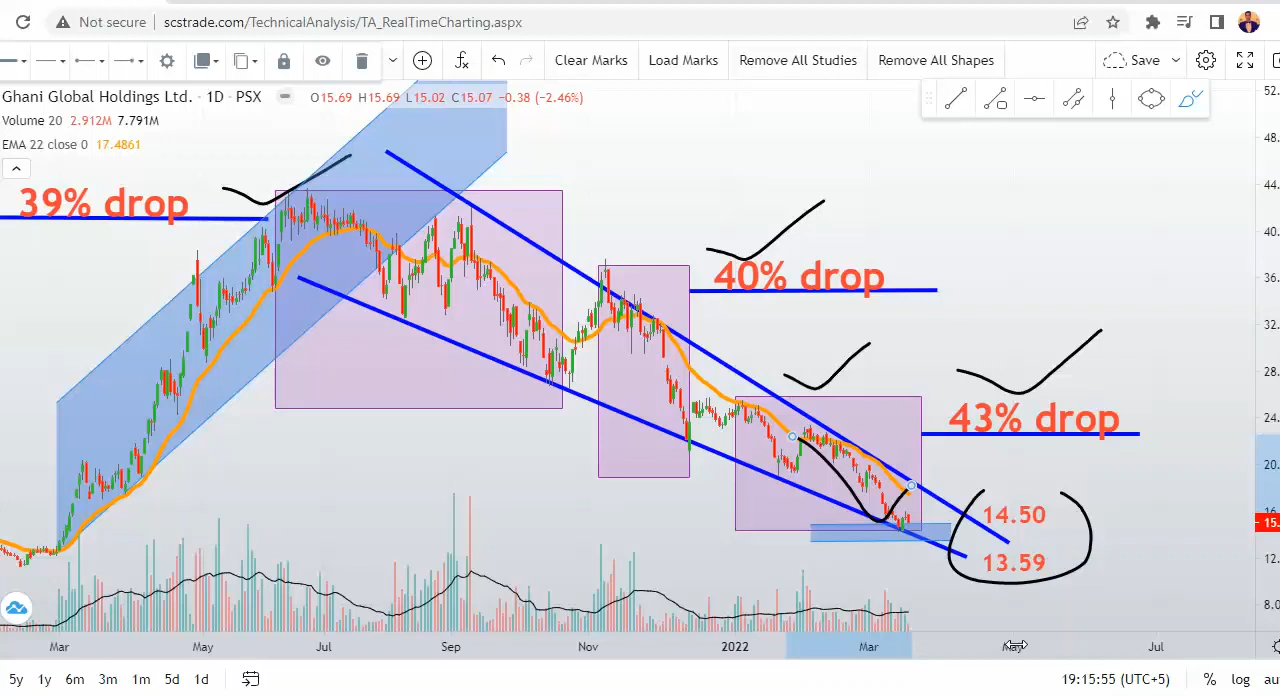 Not secure scstrade.com/TechnicalAnalysis/TA_RealTimeCharting.aspx
Clear Marks Load Marks Remove All Studies Remove All Shapes Save
Ghani Global Holdings Ltd. · 1D · PSX O15.69 H15.69 L15.02 C15.07 -0.38 (-2.46%)
Volume 20 2.912M 7.791M
EMA 22 close 0 17.4861
39% drop
40% drop
43% drop
14.50
13.59
52.
48.
44.
40.
36.
32.
28.
24.
20.
16.
15.
12.
8.0
Mar May Jul Sep Nov 2022 Mar May Jul
5y 1y 6m 3m 1m 5d 1d 19:15:55 (UTC+5) % log au